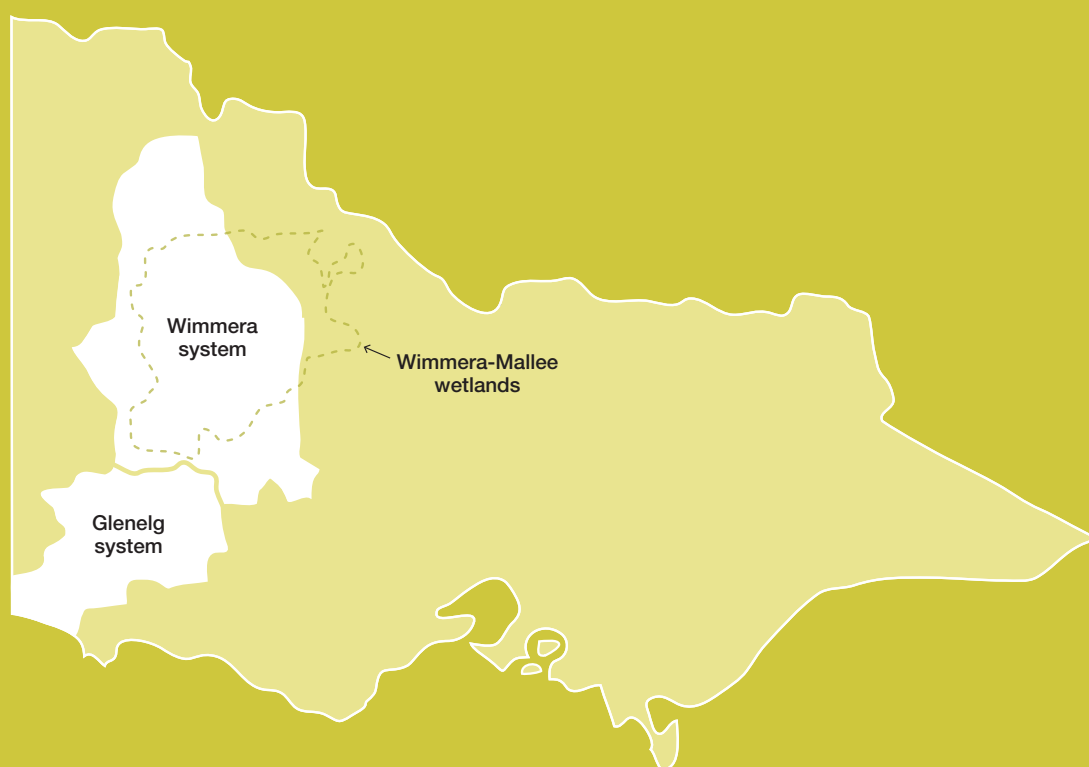 Wimmera
system
Wimmera-Mallee
wetlands
Glenelg
system